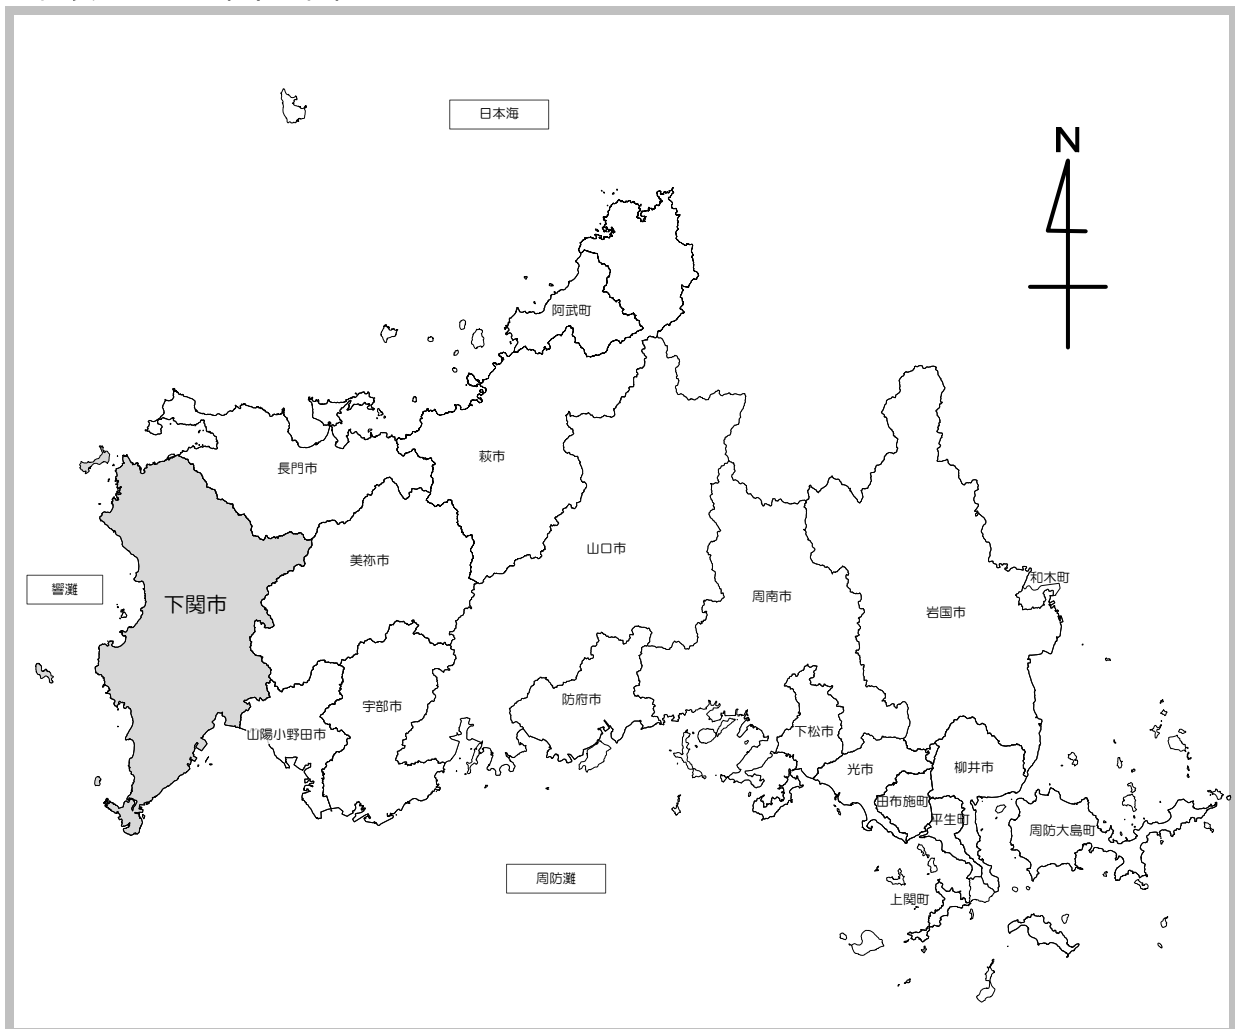 日本海
N
阿武町
萩市
長門市
山口市
美祢市
和木町
響灘
下関市
周南市
岩国市
防府市
宇部市
下松市
山陽小野田市
光市
柳井市
田布施町
平生町
周防大島町
周防灘
上関町